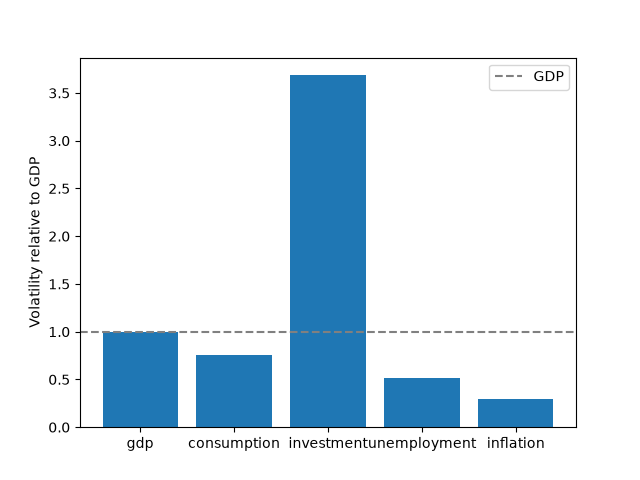 GDP
Volatility relative to GDP
3.5
3.0
2.5
2.0
1.5
1.0
0.5
0.0
gdp consumption investment unemployment inflation